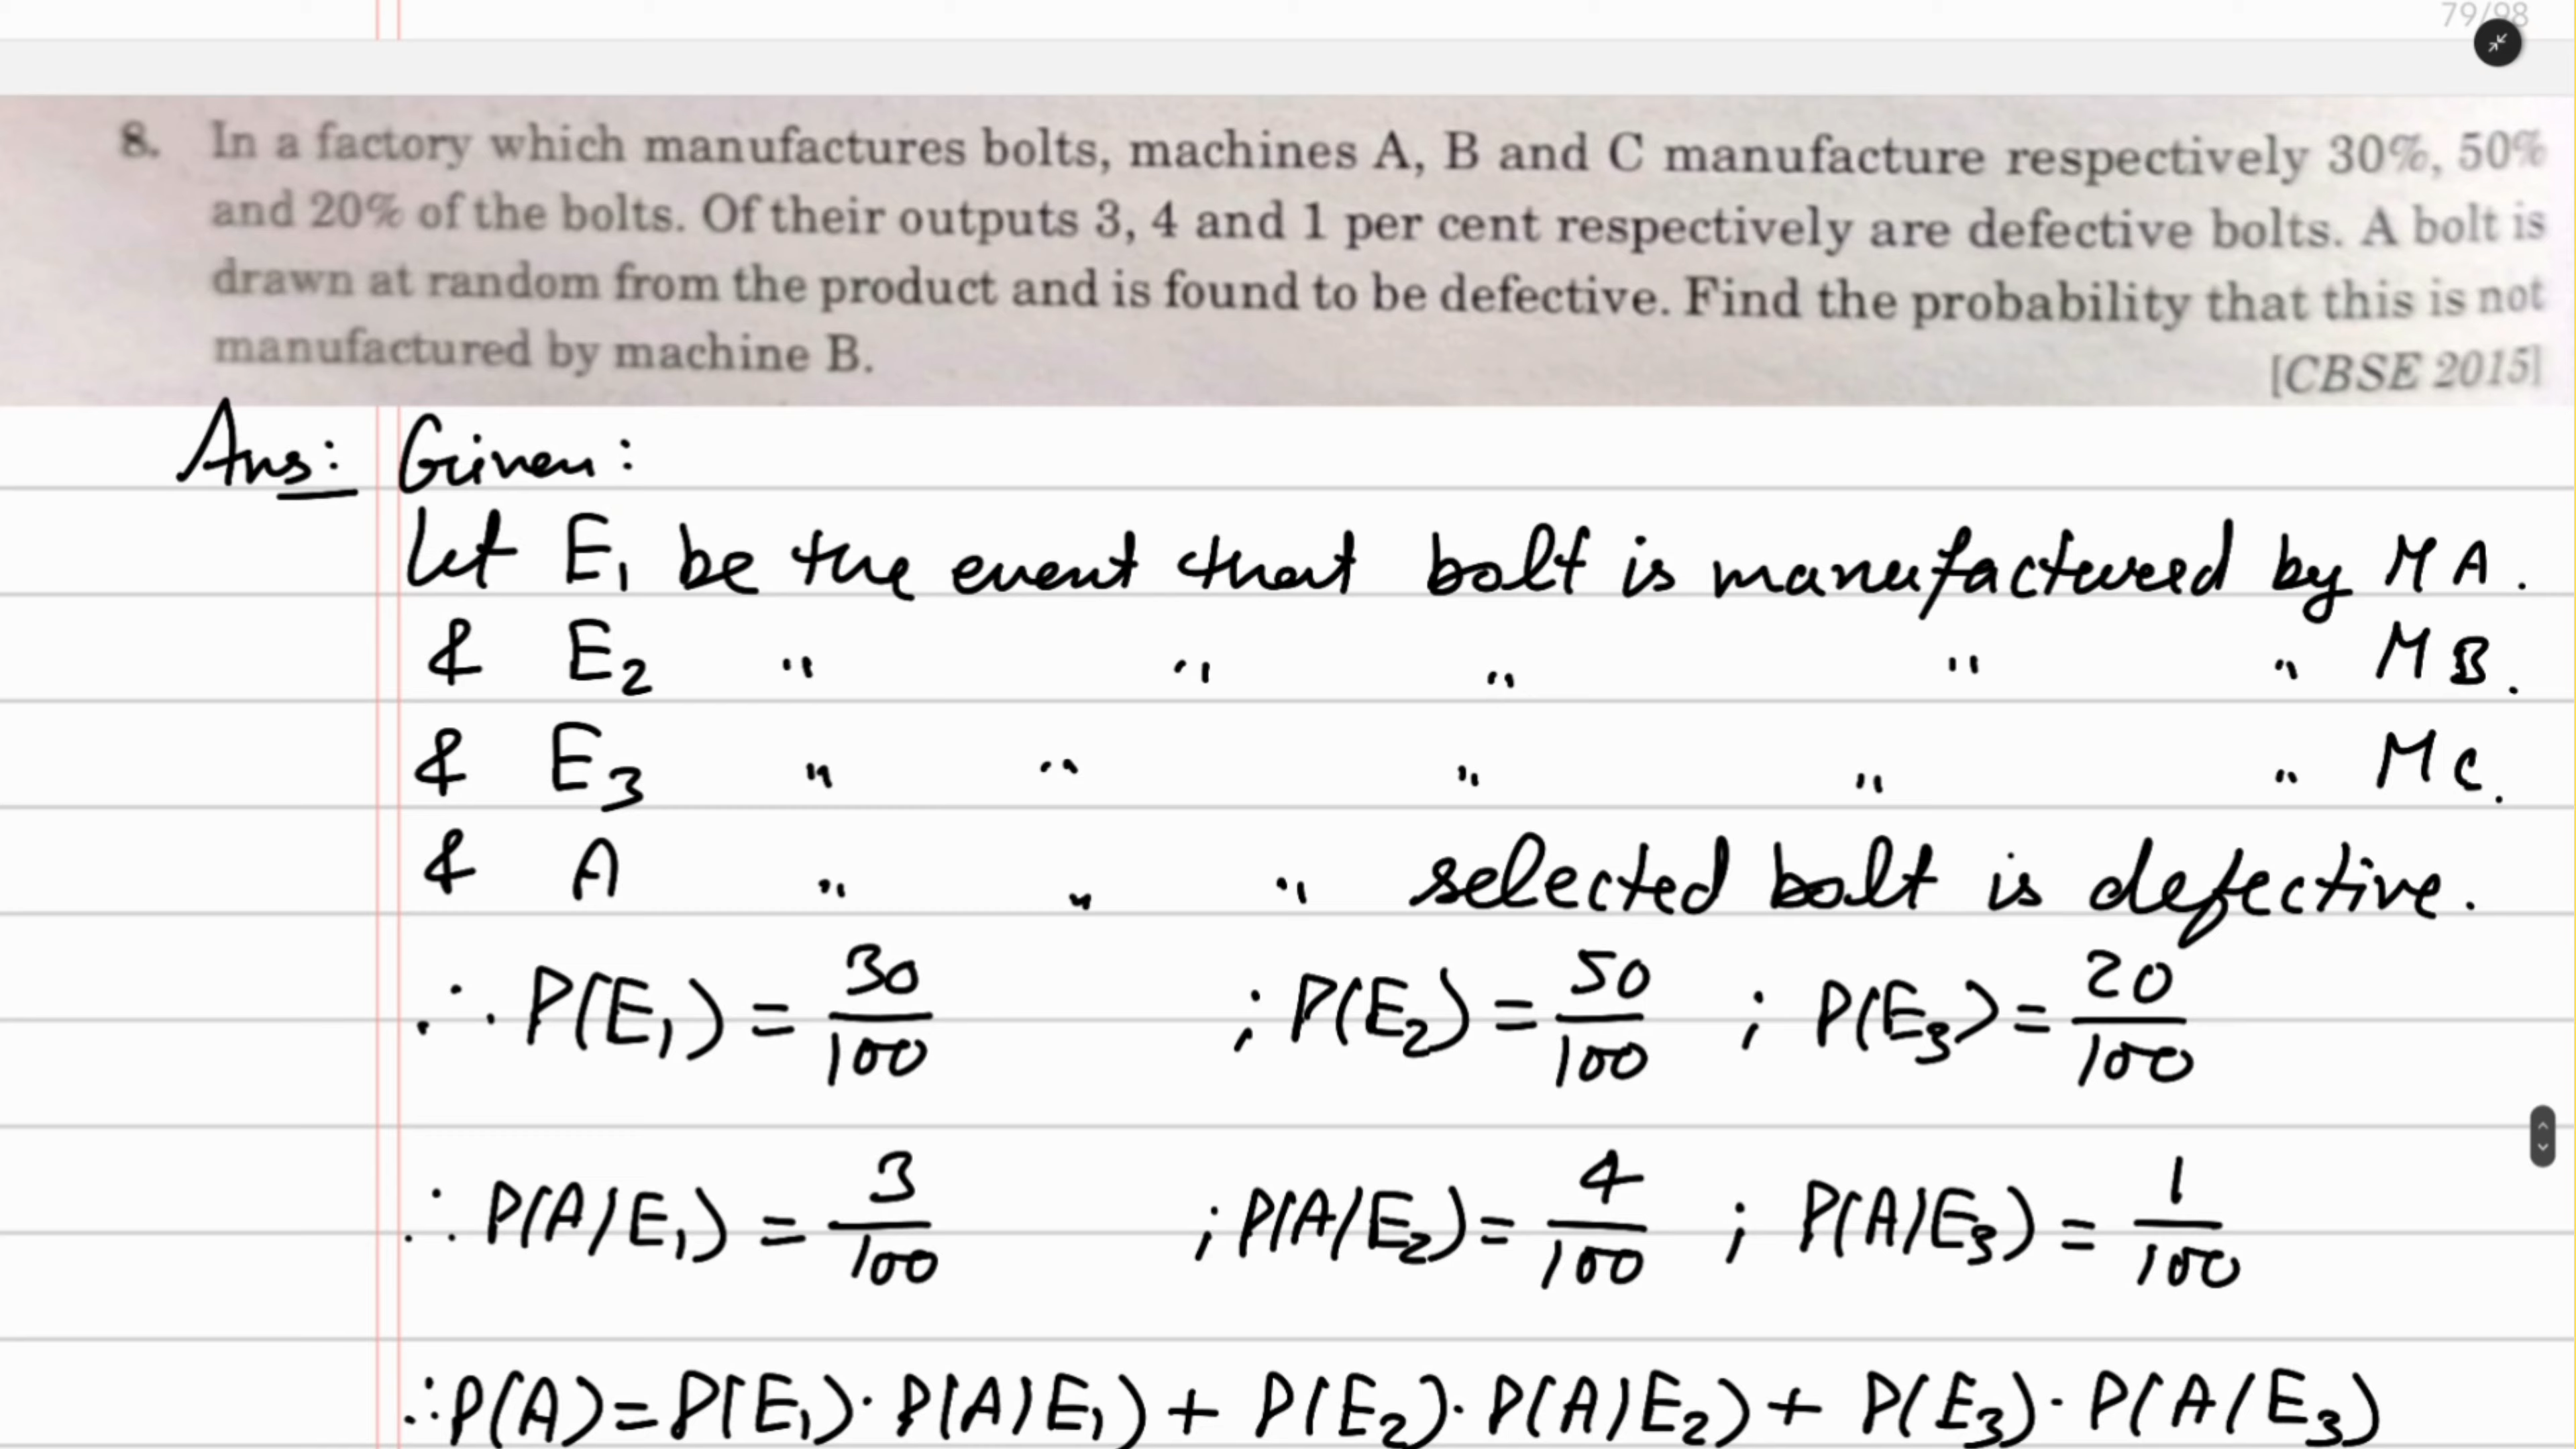 79/98
8. In a factory which manufactures bolts, machines A, B and C manufacture respectively 30%, 50%
and 20% of the bolts. Of their outputs 3, 4 and 1 per cent respectively are defective bolts. A bolt is
drawn at random from the product and is found to be defective. Find the probability that this is not
manufactured by machine B.
[CBSE 2015]
Ans: Given:
Let E₁ be the event that bolt is manufactured by M A.
& E₂ " " " " " M B.
& E₃ " " " " " M C.
& A " " " selected bolt is defective.
∴ P(E₁) = 30/100 ; P(E₂) = 50/100 ; P(E₃) = 20/100
∴ P(A/E₁) = 3/100 ; P(A/E₂) = 4/100 ; P(A/E₃) = 1/100
∴ P(A) = P(E₁) · P(A/E₁) + P(E₂) · P(A/E₂) + P(E₃) · P(A/E₃)